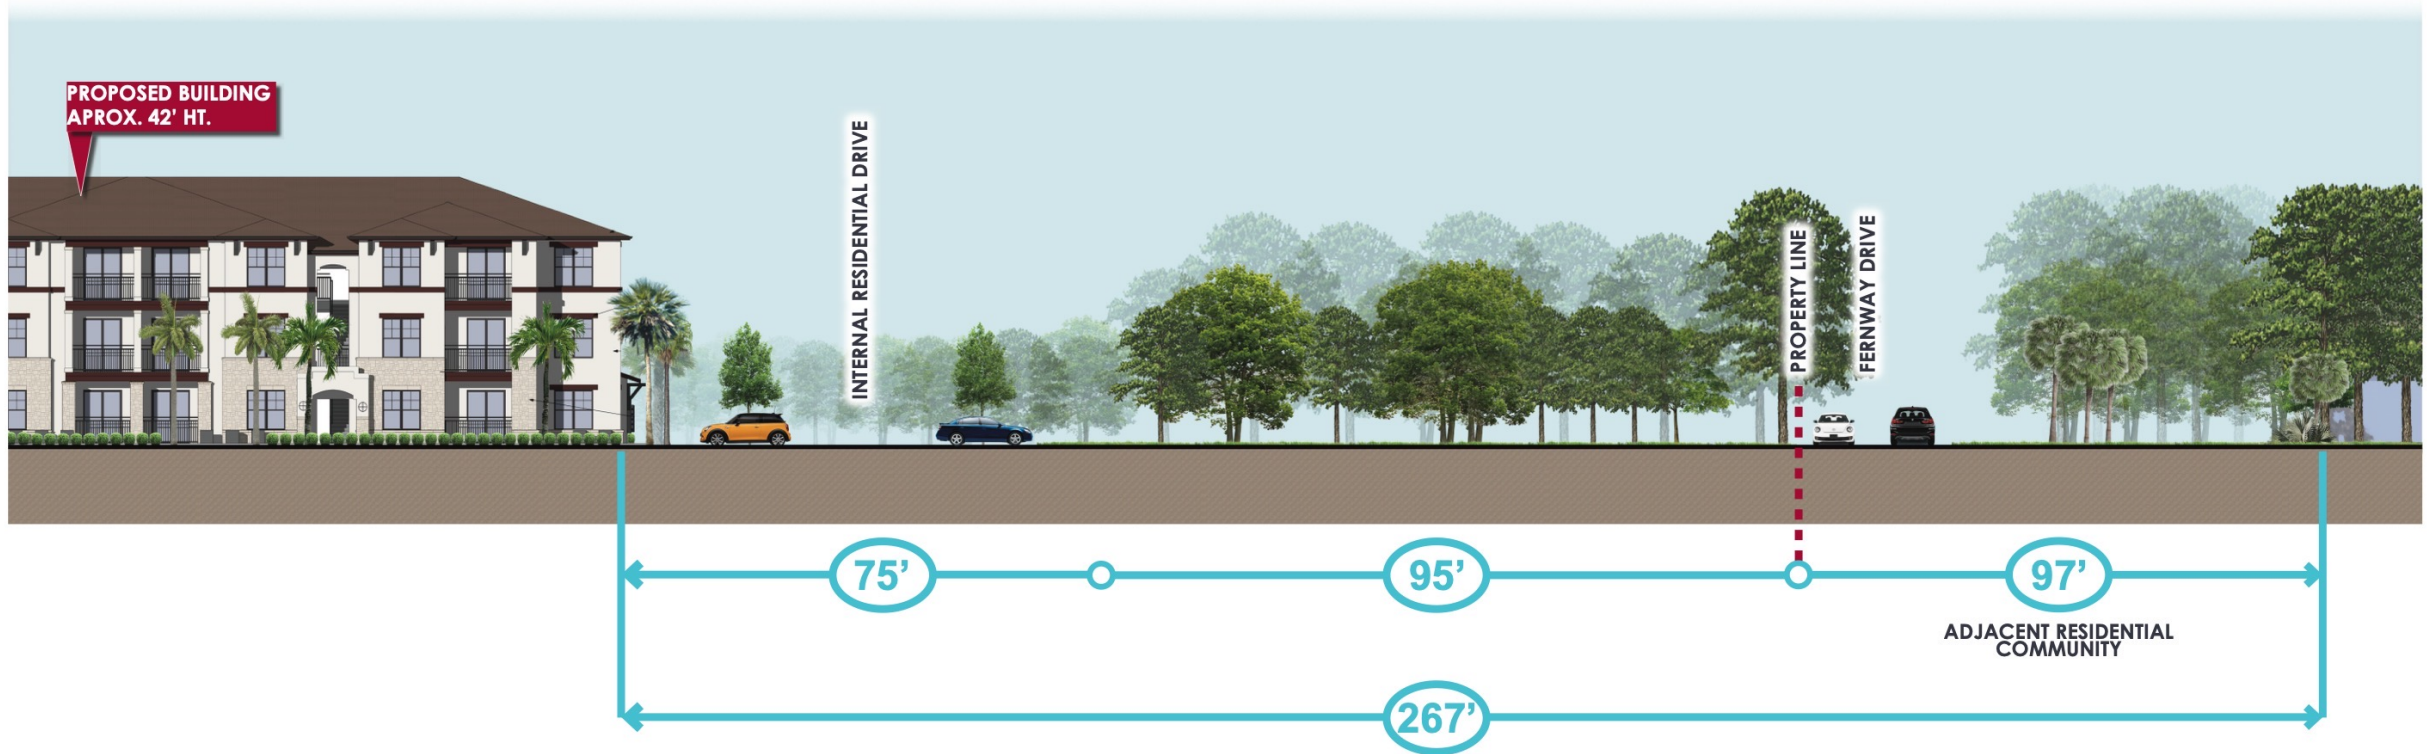 PROPOSED BUILDING
APROX. 42' HT.
INTERNAL RESIDENTIAL DRIVE
PROPERTY LINE
FERNWAY DRIVE
75’
95’
97’
ADJACENT RESIDENTIAL
COMMUNITY
267’